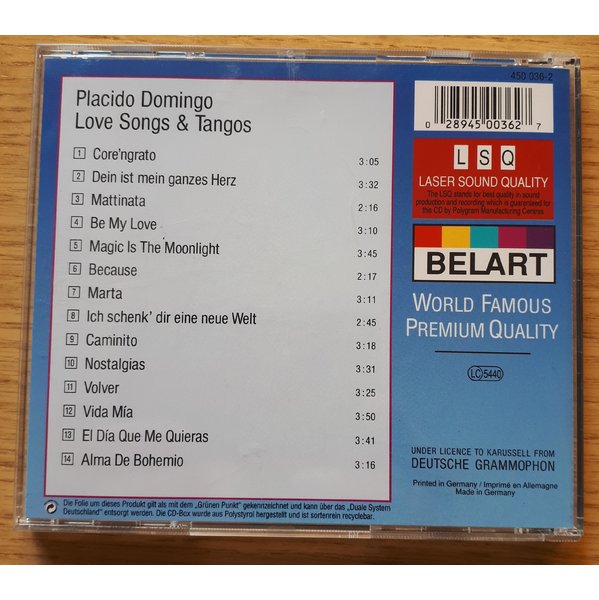 450 036-2
0 28945 00362 7
Placido Domingo
Love Songs & Tangos
1 Core'ngrato 3:05
2 Dein ist mein ganzes Herz 3:32
3 Mattinata 2:16
4 Be My Love 3:10
5 Magic Is The Moonlight 3:45
6 Because 2:17
7 Marta 3:11
8 Ich schenk' dir eine neue Welt 2:45
9 Caminito 3:18
10 Nostalgias 3:31
11 Volver 3:25
12 Vida Mía 3:50
13 El Día Que Me Quieras 3:41
14 Alma De Bohemio 3:16
LSQ
LASER SOUND QUALITY
The LSQ stands for best quality in sound
production and recording which is guaranteed for
this CD by Polygram Manufacturing Centres
BELART
WORLD FAMOUS
PREMIUM QUALITY
LC 5440
UNDER LICENCE TO KARUSSELL FROM
DEUTSCHE GRAMMOPHON
Printed in Germany / Imprimé en Allemagne
Made in Germany
Die Folie um dieses Produkt gilt als mit dem „Grünen Punkt" gekennzeichnet und kann über das „Duale System
Deutschland" entsorgt werden. Die CD-Box wurde aus Polystyrol hergestellt und ist sortenrein recyclebar.